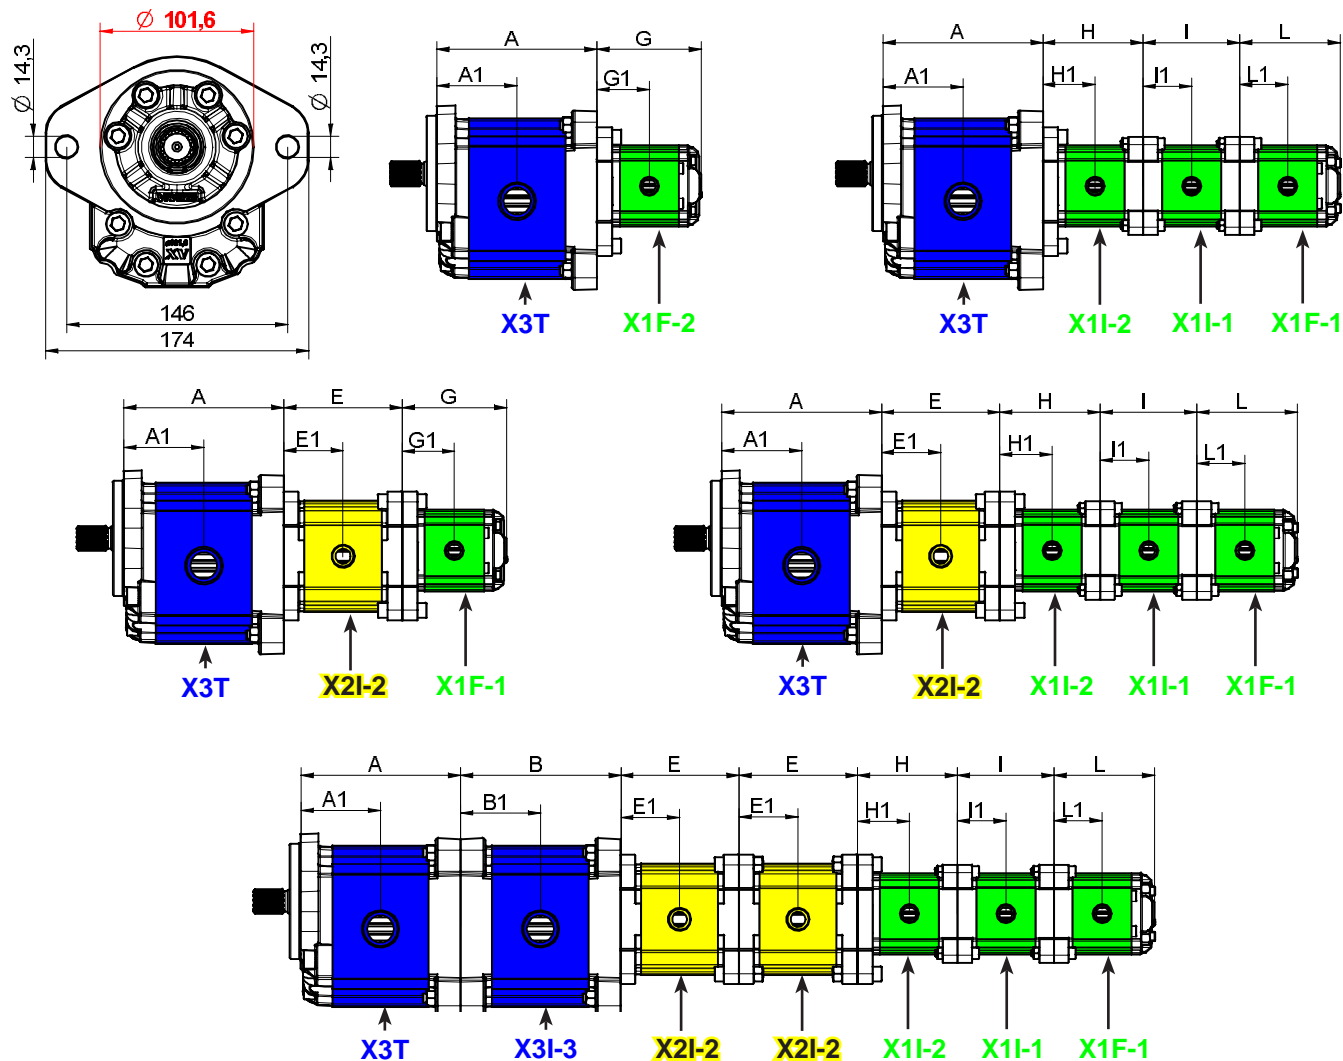 Ø 101,6
Ø 14,3
Ø 14,3
146
174
A G
A1 G1
X3T X1F-2
A H I L
A1 H1 I1 L1
X3T X1I-2 X1I-1 X1F-1
A E G
A1 E1 G1
X3T X2I-2 X1F-1
A E H I L
A1 E1 H1 I1 L1
X3T X2I-2 X1I-2 X1I-1 X1F-1
A B E E H I L
A1 B1 E1 E1 H1 I1 L1
X3T X3I-3 X2I-2 X2I-2 X1I-2 X1I-1 X1F-1